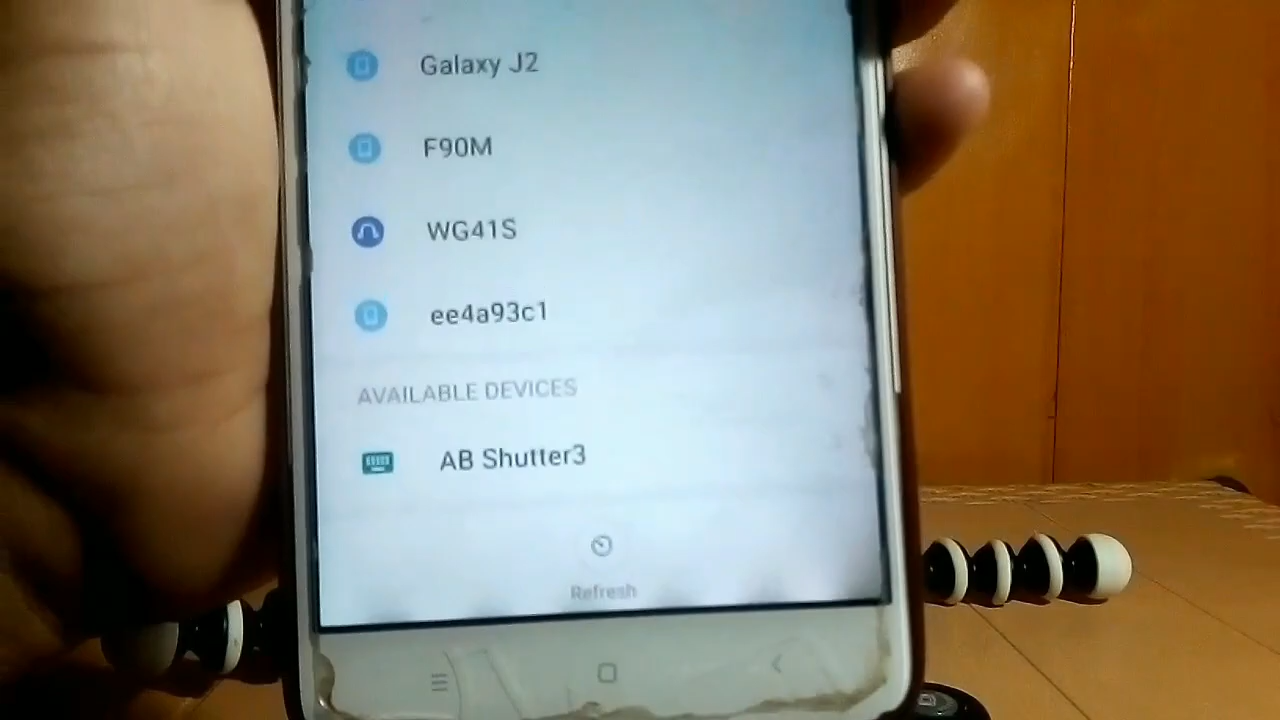 Galaxy J2
F90M
WG41S
ee4a93c1
AVAILABLE DEVICES
AB Shutter3
Refresh